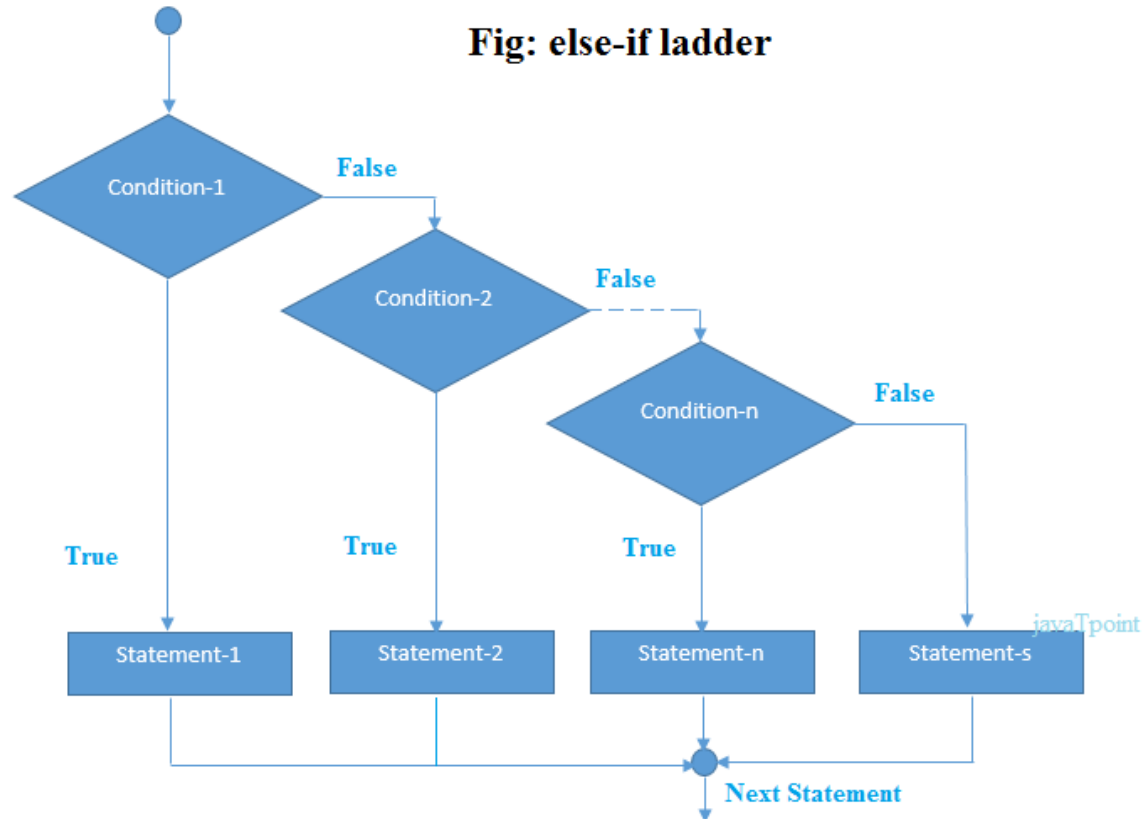 Fig: else-if ladder
Condition-1
False
Condition-2
False
Condition-n
False
True
True
True
Statement-1
Statement-2
Statement-n
Statement-s
javaTpoint
Next Statement